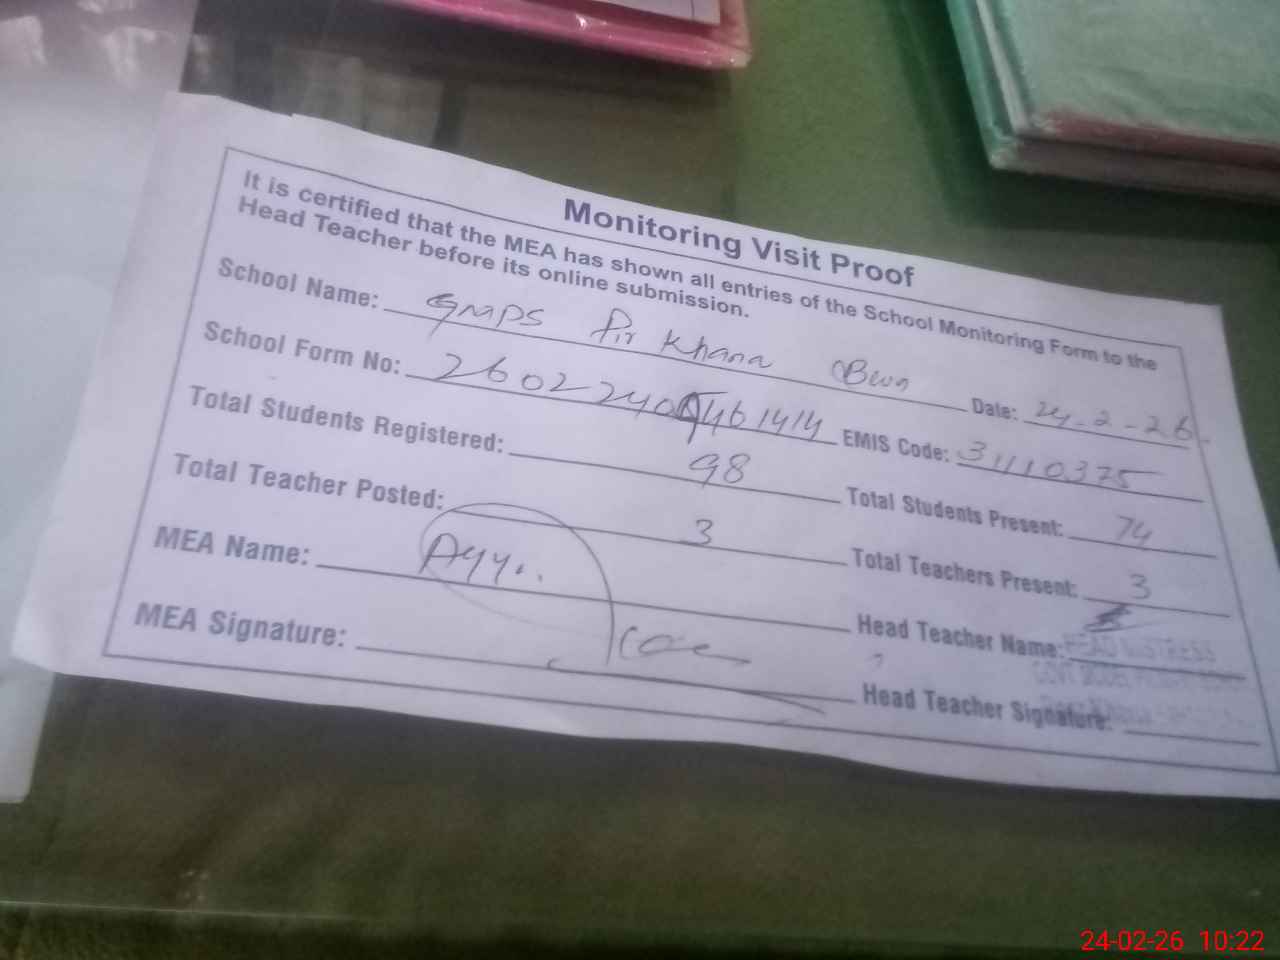 Monitoring Visit Proof
It is certified that the MEA has shown all entries of the School Monitoring Form to the
Head Teacher before its online submission.
School Name: GMPS Pir Khana Bwn Date: 24-2-26
School Form No: EMIS Code: 31110375
Total Students Registered: 98 Total Students Present: 74
Total Teacher Posted: 3 Total Teachers Present: 3
MEA Name: Head Teacher Name: HEAD MISTRESS
MEA Signature: Head Teacher Signature:
24-02-26 10:22